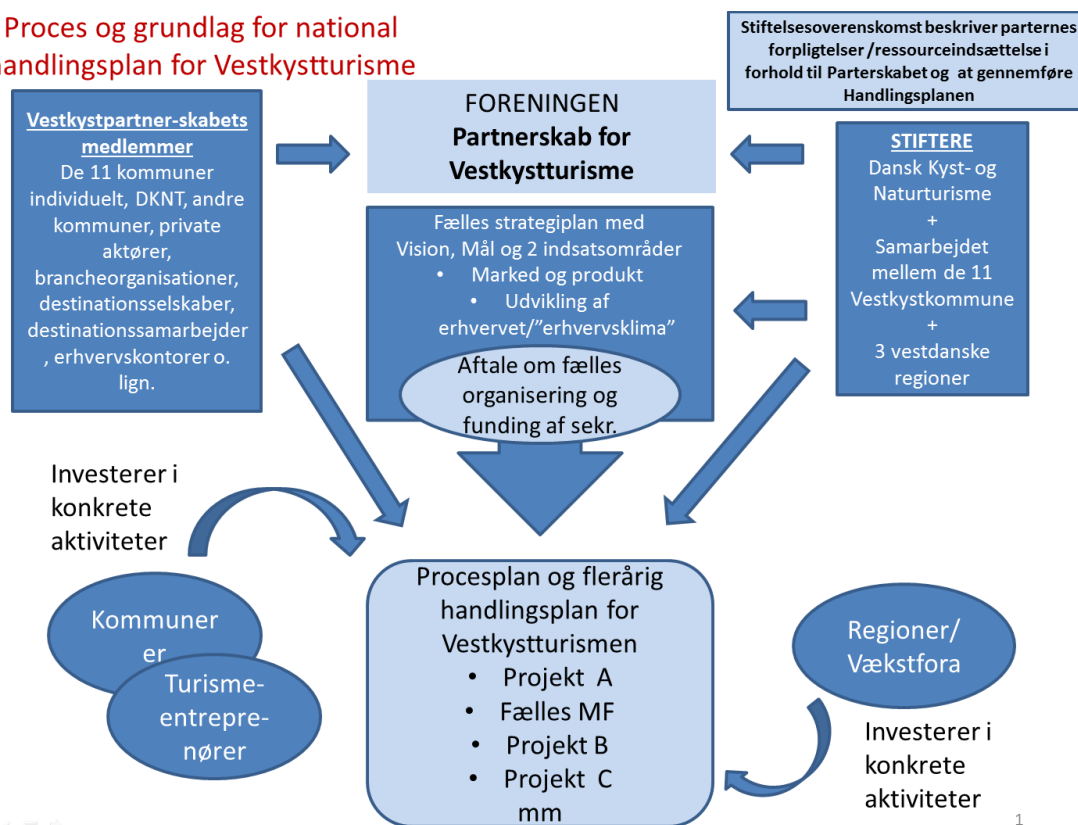 Proces og grundlag for national
handlingsplan for Vestkystturisme
Stiftelsesoverenskomst beskriver parternes
forpligtelser /ressourceindsættelse i
forhold til Parterskabet og at gennemføre
Handlingsplanen
Vestkystpartner-skabets
medlemmer
De 11 kommuner
individuelt, DKNT, andre
kommuner, private
aktører,
brancheorganisationer,
destinationsselskaber,
destinationssamarbejder
, erhvervskontorer o.
lign.
FORENINGEN
Partnerskab for
Vestkystturisme
Fælles strategiplan med
Vision, Mål og 2 indsatsområder
• Marked og produkt
• Udvikling af
erhvervet/”erhvervsklima”
Aftale om fælles
organisering og
funding af sekr.
STIFTERE
Dansk Kyst- og
Naturturisme
+
Samarbejdet
mellem de 11
Vestkystkommune
+
3 vestdanske
regioner
Investerer i
konkrete
aktiviteter
Kommuner
er
Turisme-
entrepre-
nører
Procesplan og flerårig
handlingsplan for
Vestkystturismen
• Projekt A
• Fælles MF
• Projekt B
• Projekt C
mm
Regioner/
Vækstfora
Investerer i
konkrete
aktiviteter
1